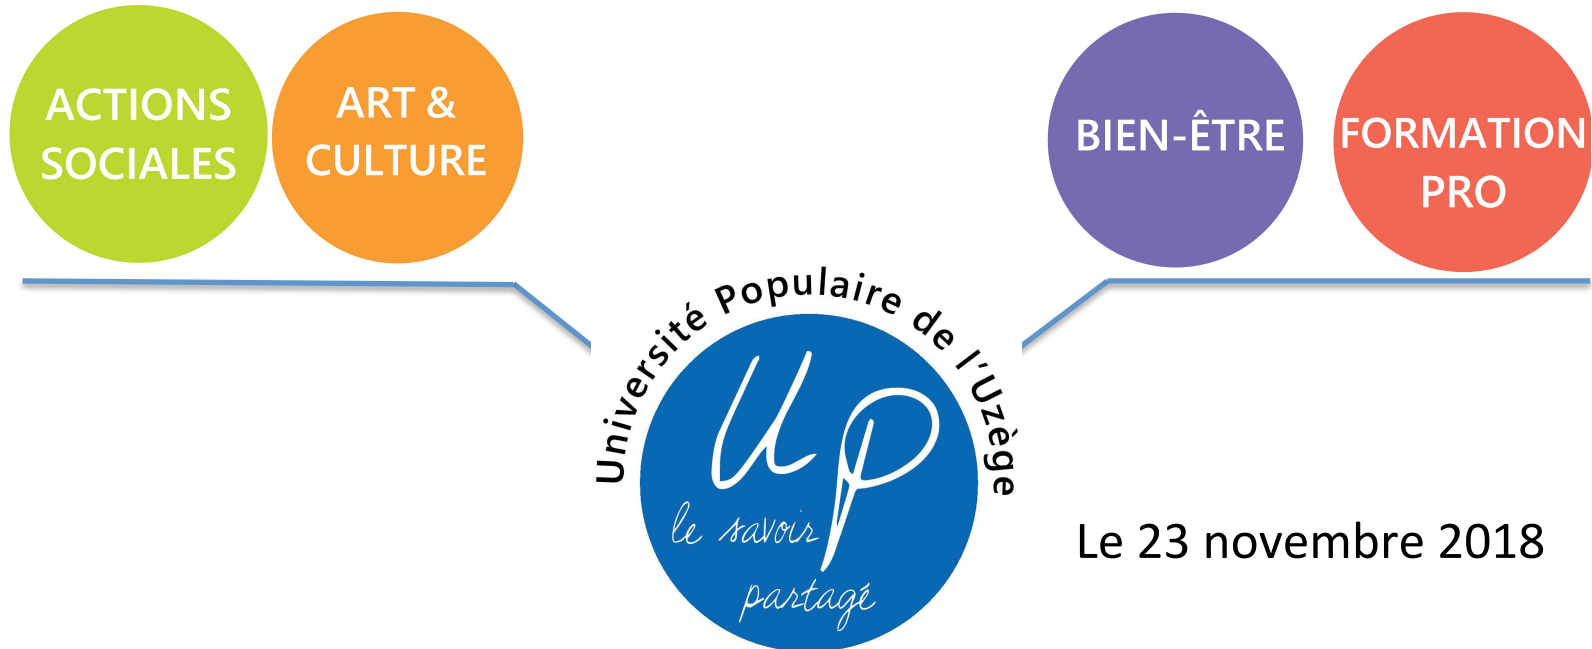 ACTIONS
SOCIALES
ART &
CULTURE
BIEN-ÊTRE
FORMATION
PRO
Université Populaire de l'Uzège
UP
le savoir
partagé
Le 23 novembre 2018